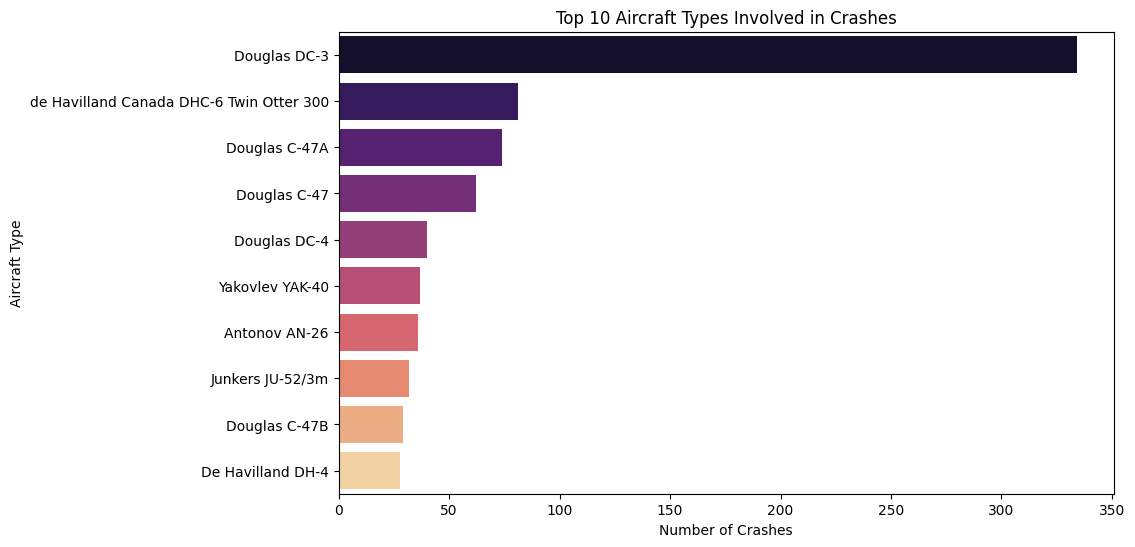 Top 10 Aircraft Types Involved in Crashes
Aircraft Type
Douglas DC-3
de Havilland Canada DHC-6 Twin Otter 300
Douglas C-47A
Douglas C-47
Douglas DC-4
Yakovlev YAK-40
Antonov AN-26
Junkers JU-52/3m
Douglas C-47B
De Havilland DH-4
0 50 100 150 200 250 300 350
Number of Crashes